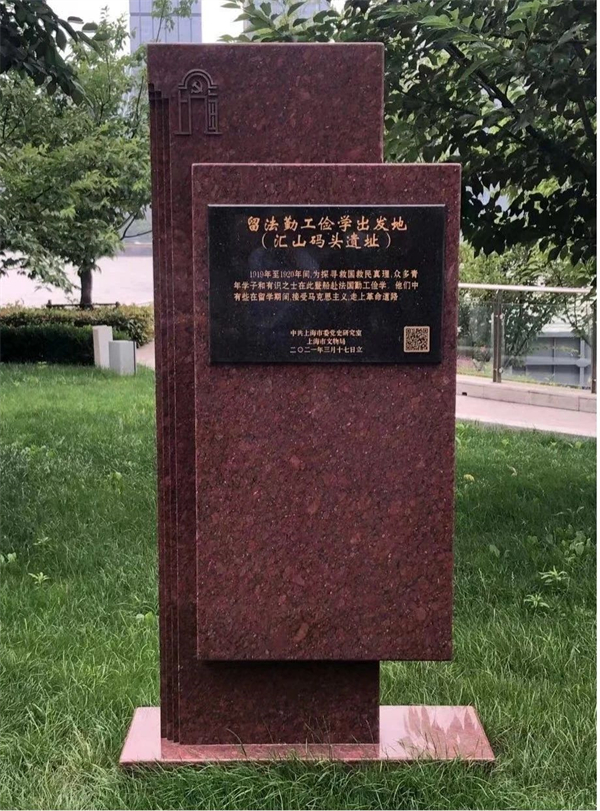 留法勤工俭学出发地
（汇山码头遗址）
1919年至1920年间,为探寻救国救民真理,众多青
年学子和有识之士在此登船赴法国勤工俭学。他们中
有些在留学期间,接受马克思主义,走上革命道路
中共上海市委党史研究室
上海市文物局
二〇二一年三月十七日立